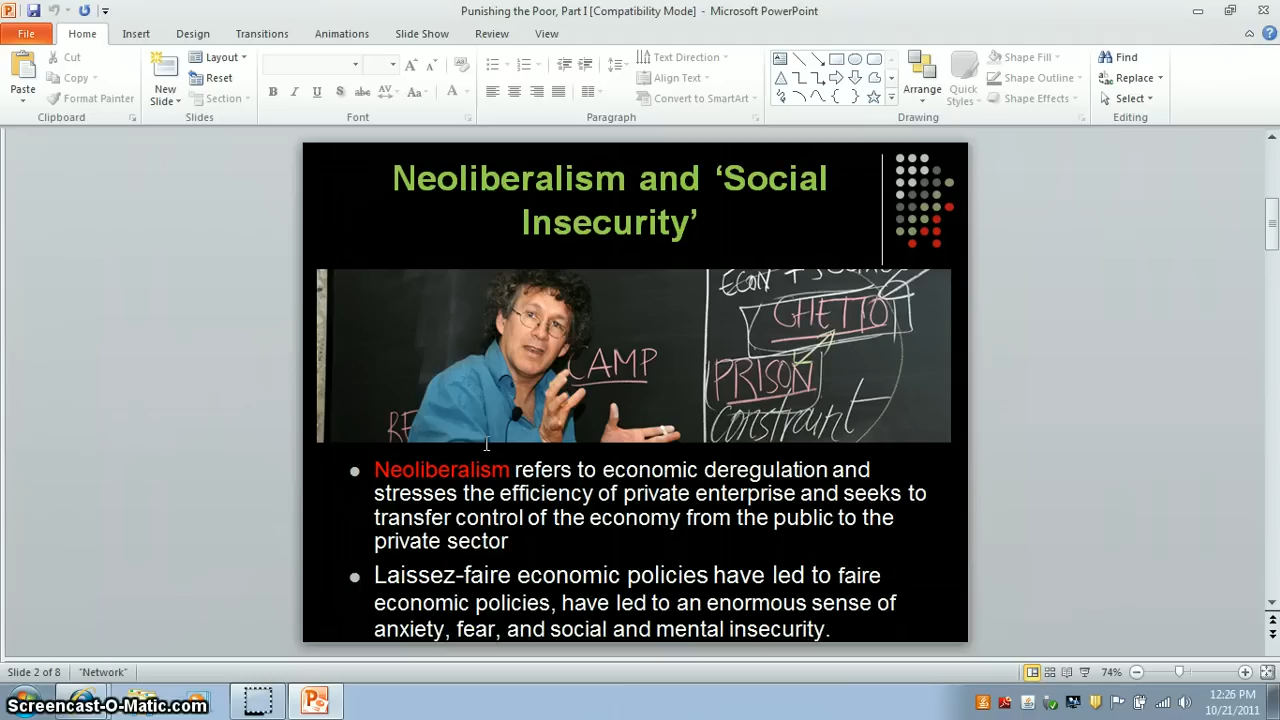 Punishing the Poor, Part I [Compatibility Mode] - Microsoft PowerPoint
File Home Insert Design Transitions Animations Slide Show Review View
Paste
Cut
Copy
Format Painter
Clipboard
New Slide
Layout
Reset
Section
Slides
Font
Text Direction
Align Text
Convert to SmartArt
Paragraph
Arrange
Quick Styles
Shape Fill
Shape Outline
Shape Effects
Drawing
Find
Replace
Select
Editing
Neoliberalism and ‘Social
Insecurity’
ECON +
GHETTO
CAMP
PRISON
Constraint
RE
Neoliberalism refers to economic deregulation and
stresses the efficiency of private enterprise and seeks to
transfer control of the economy from the public to the
private sector
Laissez-faire economic policies have led to faire
economic policies, have led to an enormous sense of
anxiety, fear, and social and mental insecurity.
Slide 2 of 8 "Network" 74%
Screencast-O-Matic.com
12:26 PM
10/21/2011